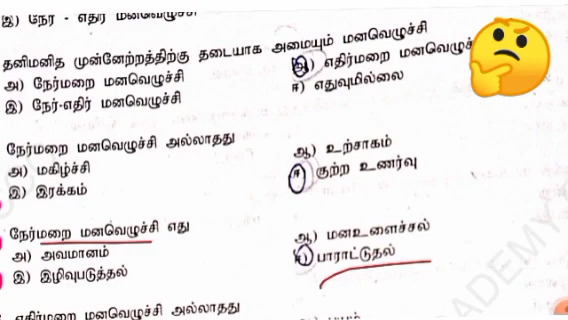 இ) நேர் - எதிர் மனவெழுச்சி
தனிமனித முன்னேற்றத்திற்கு தடையாக அமையும் மனவெழுச்சி
அ) நேர்மறை மனவெழுச்சி
ஆ) எதிர்மறை மனவெழுச்
இ) நேர்-எதிர் மனவெழுச்சி
ஈ) எதுவுமில்லை
நேர்மறை மனவெழுச்சி அல்லாதது
அ) மகிழ்ச்சி
ஆ) உற்சாகம்
இ) இரக்கம்
ஈ) குற்ற உணர்வு
நேர்மறை மனவெழுச்சி எது
அ) அவமானம்
ஆ) மனஉளைச்சல்
இ) இழிவுபடுத்தல்
ஈ) பாராட்டுதல்
எதிர்மறை மனவெழுச்சி அல்லாதது
ADEMY